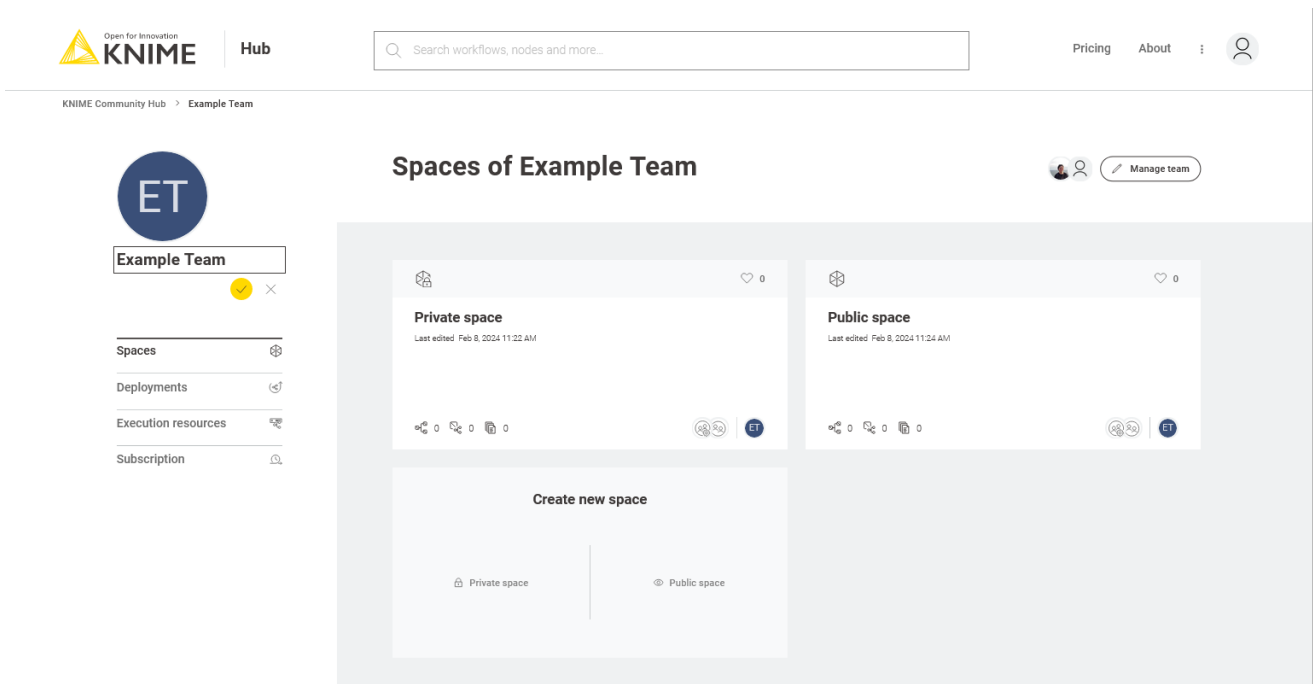 Open for Innovation
KNIME
Hub
Search workflows, nodes and more...
Pricing About
KNIME Community Hub > Example Team
ET
Example Team
Spaces
Deployments
Execution resources
Subscription
Spaces of Example Team
Manage team
0
Private space
Last edited Feb 8, 2024 11:22 AM
0 0 0 ET
0
Public space
Last edited Feb 8, 2024 11:24 AM
0 0 0 ET
Create new space
Private space
Public space